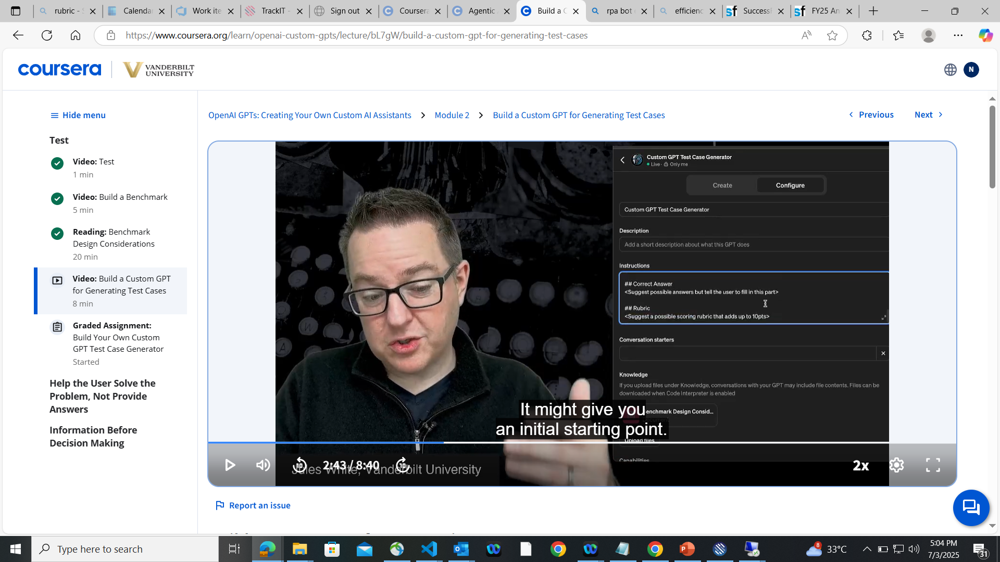 rubric - S
Calendar
Work ite
TrackIT -
Sign out
Coursera
Agentic
Build a C
rpa bot
efficienc
Success
FY25 An
https://www.coursera.org/learn/openai-custom-gpts/lecture/bL7gW/build-a-custom-gpt-for-generating-test-cases
coursera
VANDERBILT
UNIVERSITY
N
Hide menu
OpenAI GPTs: Creating Your Own Custom AI Assistants > Module 2 > Build a Custom GPT for Generating Test Cases
Previous
Next
Test
Video: Test
1 min
Video: Build a Benchmark
5 min
Reading: Benchmark
Design Considerations
20 min
Video: Build a Custom GPT
for Generating Test Cases
8 min
Graded Assignment:
Build Your Own Custom
GPT Test Case Generator
Started
Help the User Solve the
Problem, Not Provide
Answers
Information Before
Decision Making
Custom GPT Test Case Generator
Live · Only me
Create
Configure
Custom GPT Test Case Generator
Description
Add a short description about what this GPT does
Instructions
## Correct Answer
<Suggest possible answers but tell the user to fill in this part>
## Rubric
<Suggest a possible scoring rubric that adds up to 10pts>
Conversation starters
Knowledge
If you upload files under Knowledge, conversations with your GPT may include file contents. Files can be
downloaded when Code Interpreter is enabled
enchmark Design Consid...
Document
Upload files
Capabilities
It might give you
an initial starting point.
10
2:43 / 8:40
10
Jules White, Vanderbilt University
2x
Report an issue
Type here to search
8
33°C
5:04 PM
7/3/2025
31